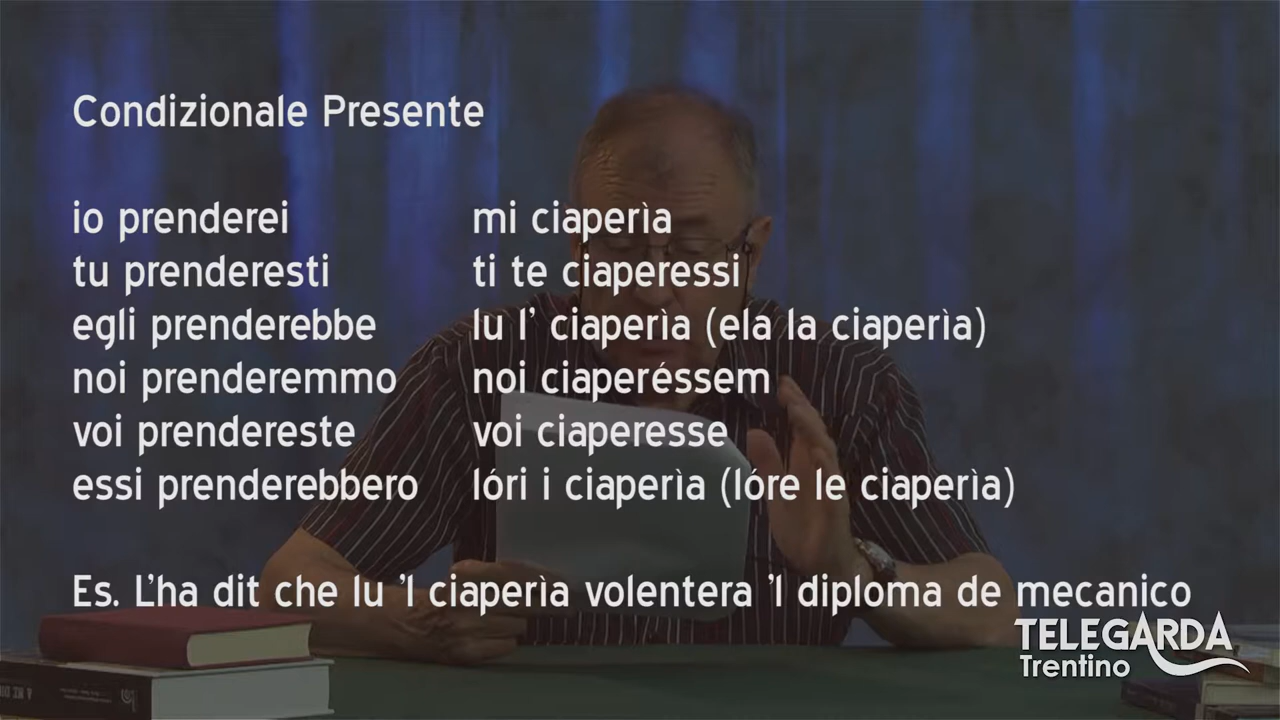 Condizionale Presente
io prenderei mi ciaperìa
tu prenderesti ti te ciaperessi
egli prenderebbe lu l' ciaperìa (ela la ciaperìa)
noi prenderemmo noi ciaperéssem
voi prendereste voi ciaperesse
essi prenderebbero lóri i ciaperìa (lóre le ciaperìa)
Es. L'ha dit che lu 'l ciaperìa volentera 'l diploma de mecanico
TELEGARDA
Trentino